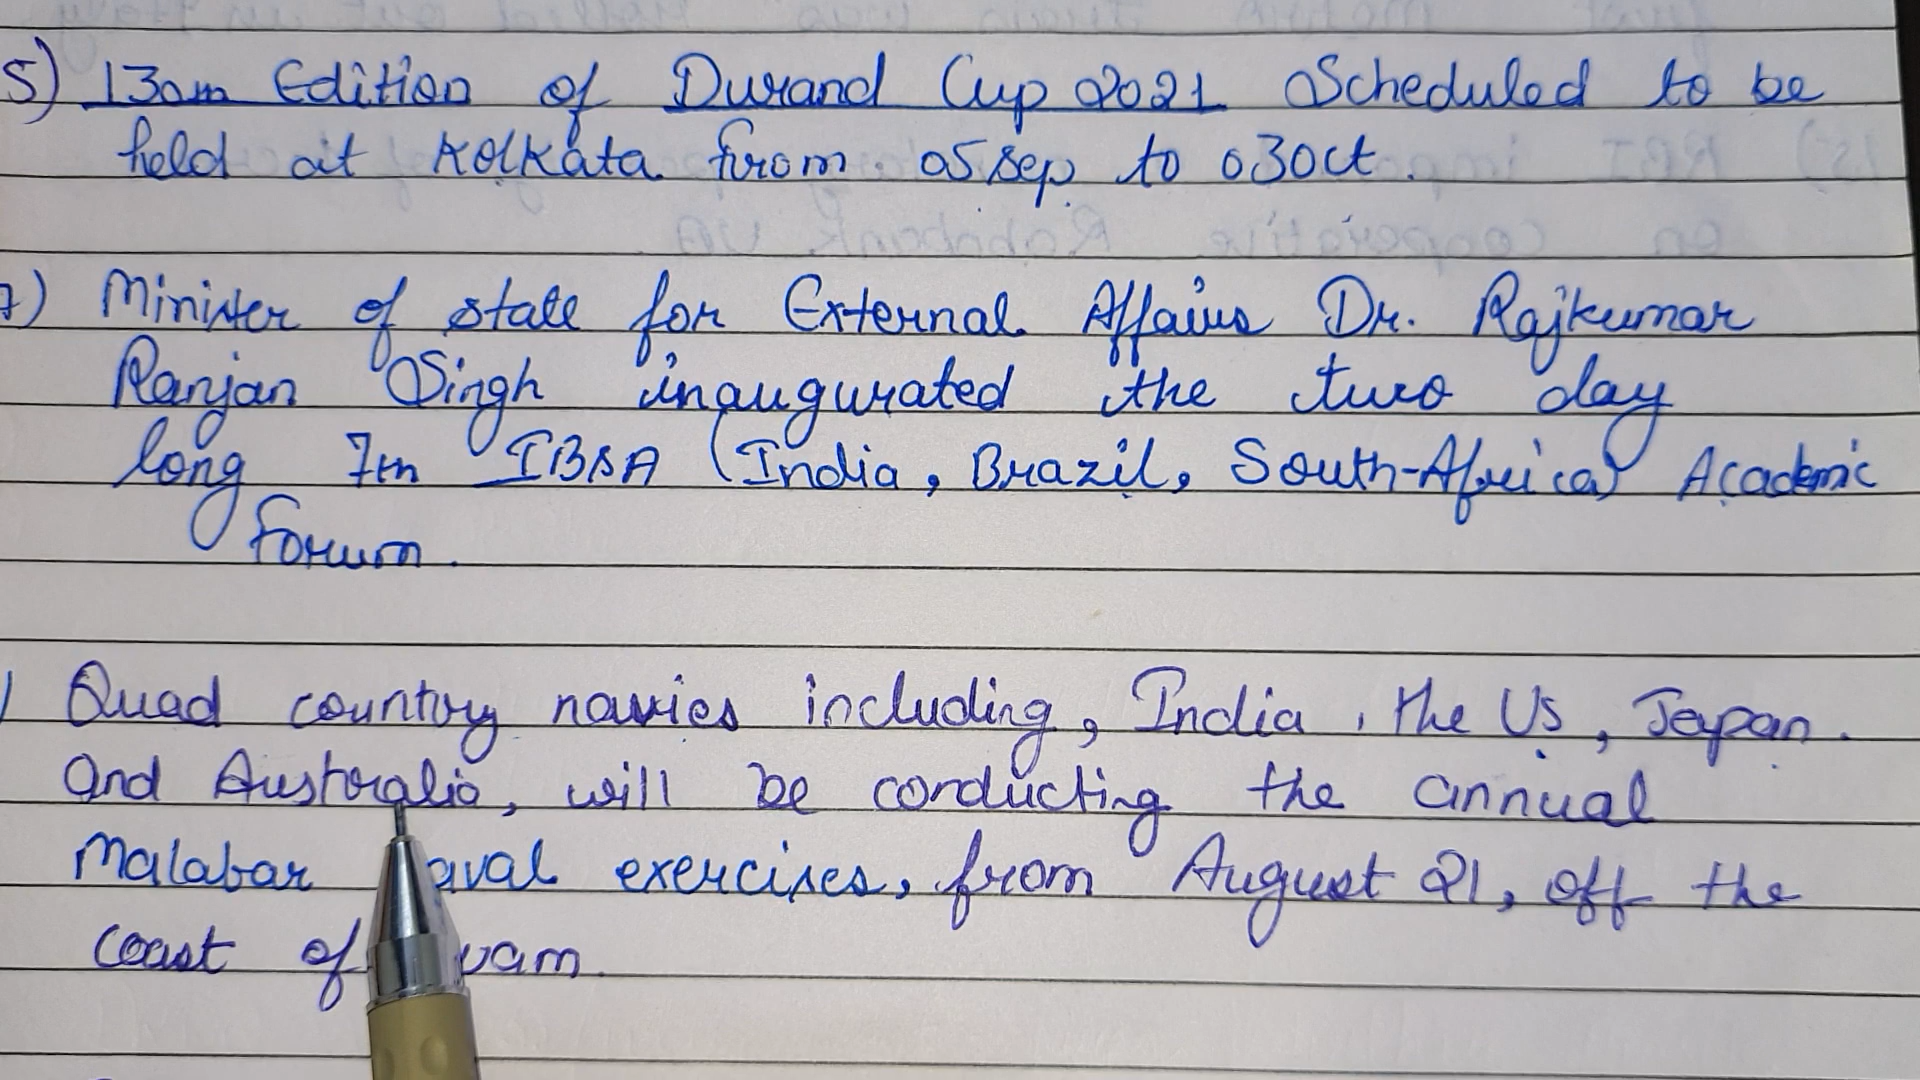 5) 130th Edition of Durand Cup 2021 Scheduled to be
held at Kolkata from 05 Sep to 03 Oct.
7) Minister of state for External Affairs Dr. Rajkumar
Ranjan Singh inaugurated the two day
long 7th IBSA (India, Brazil, South-Africa) Academic
Forum.
) Quad country navies including, India, the US, Japan.
and Australia, will be conducting the annual
Malabar aval exercises, from August 21, off the
coast of uam.